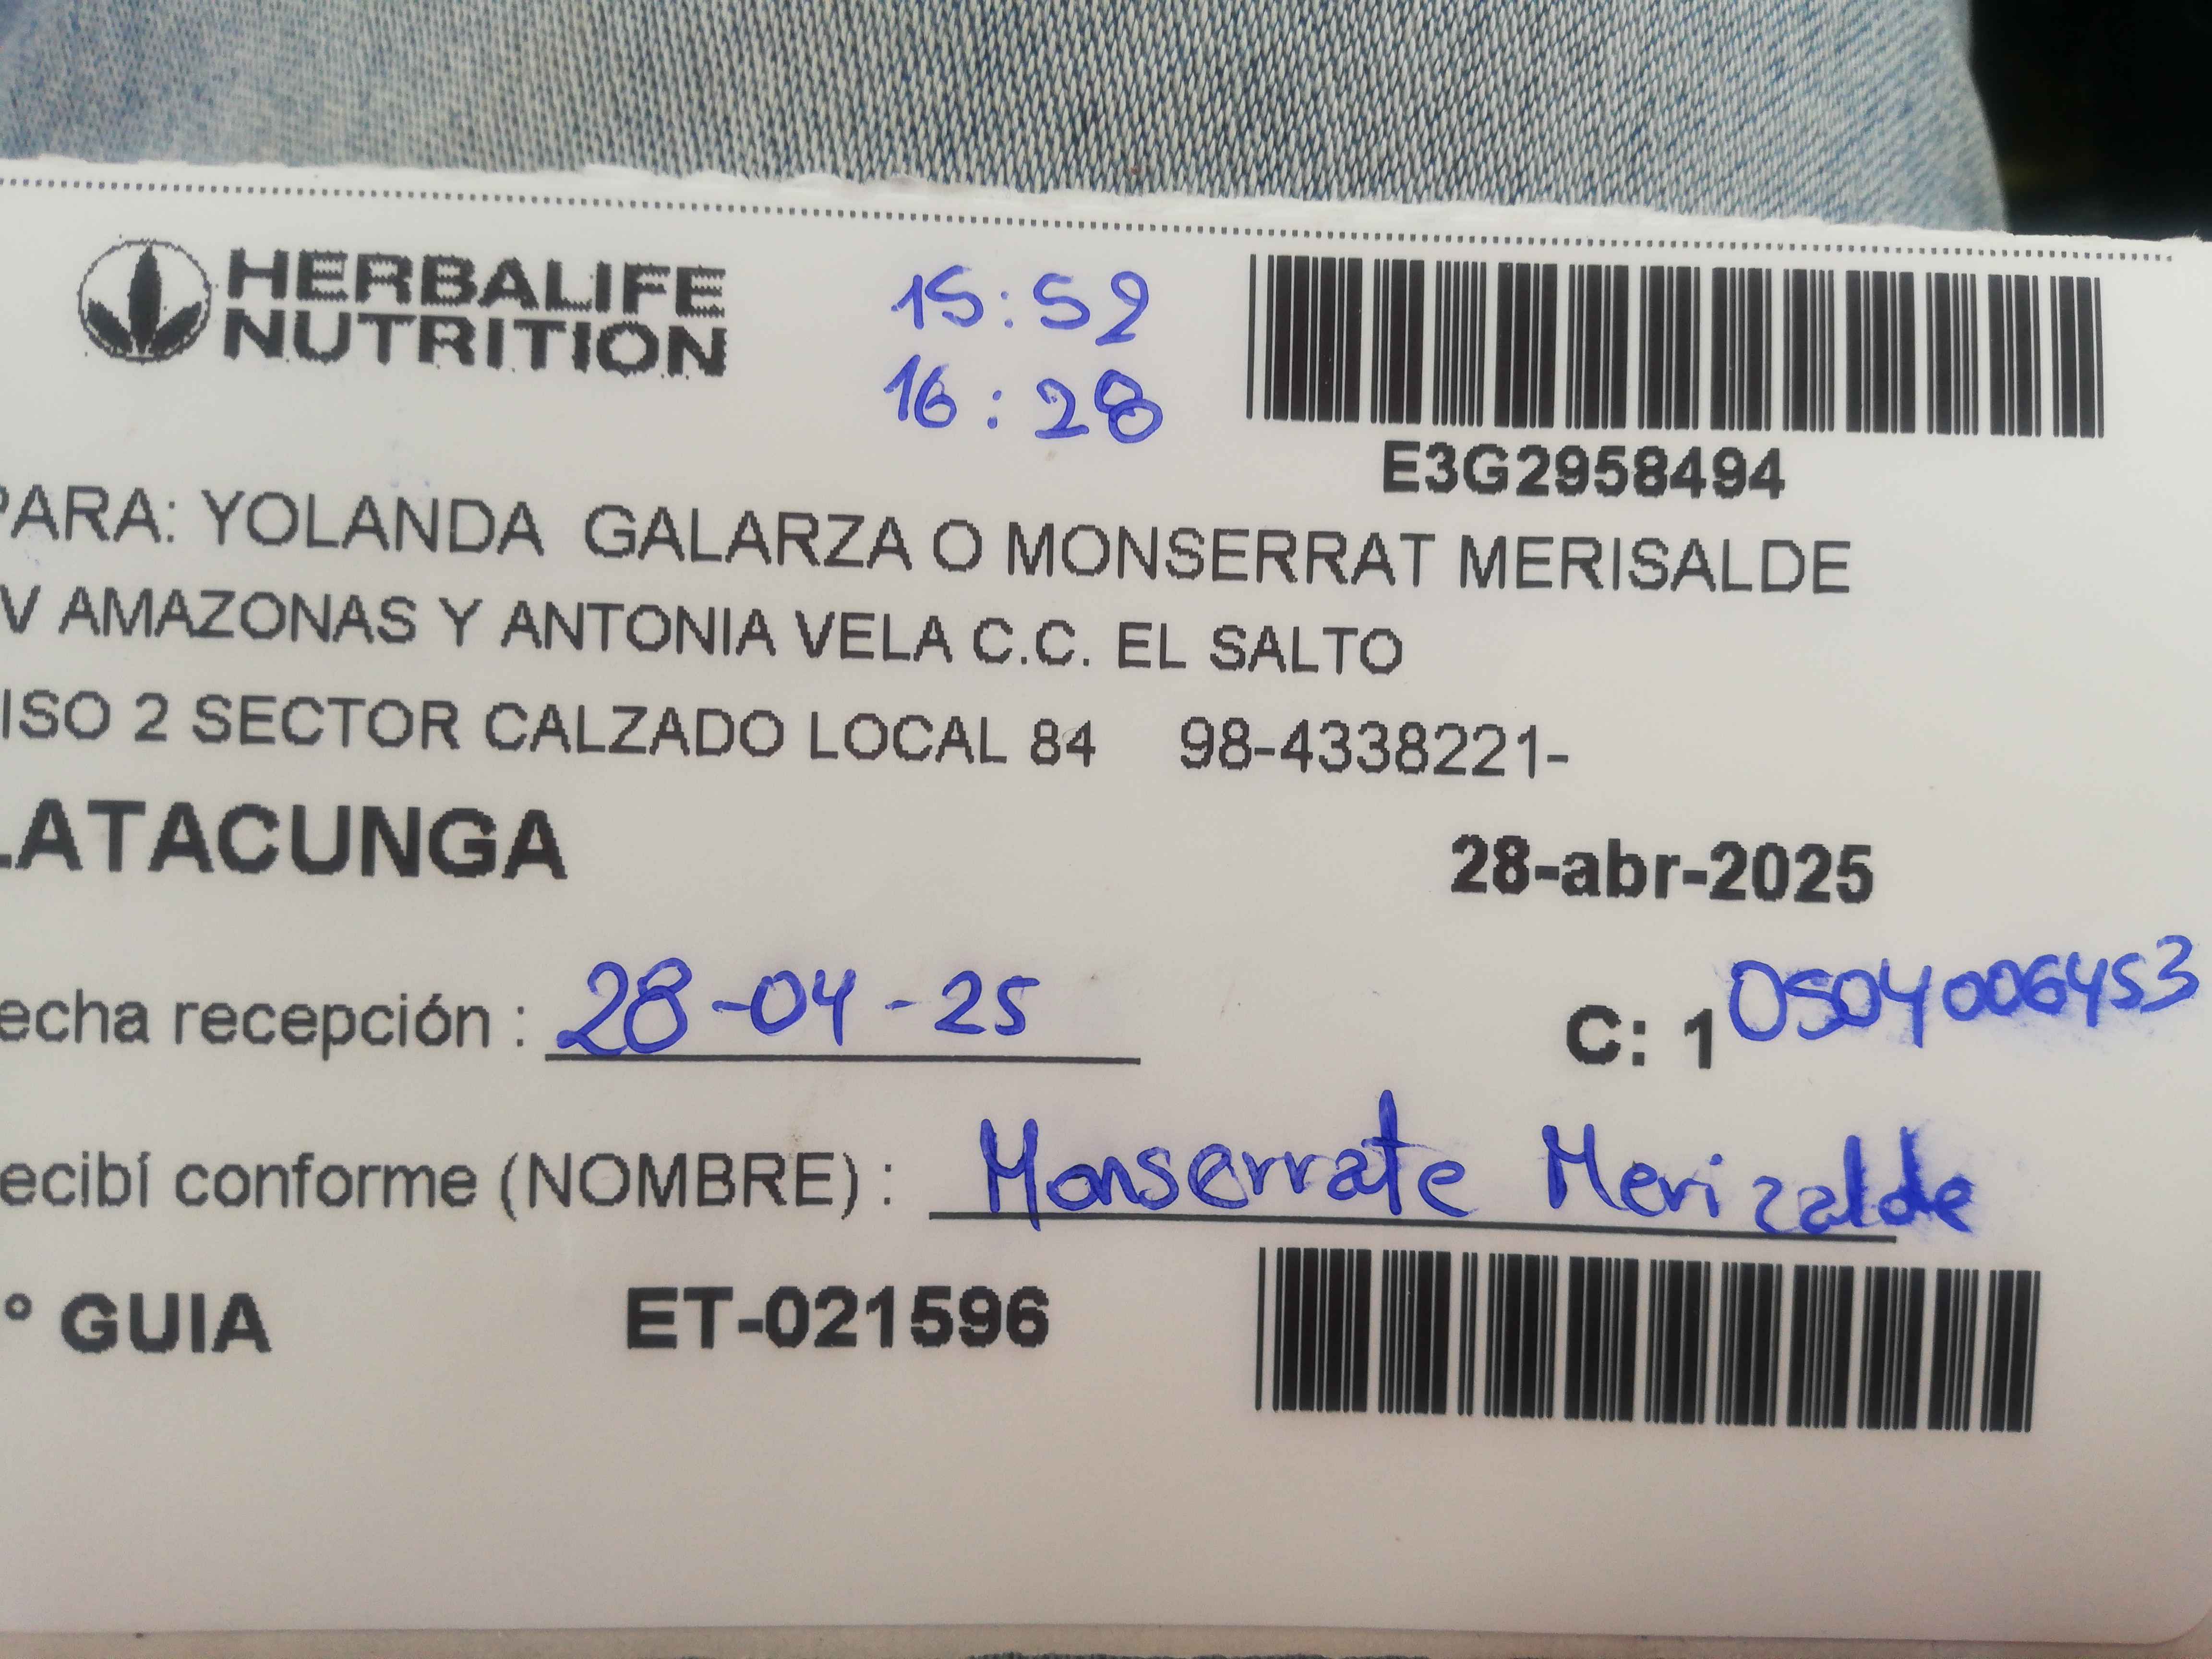 HERBALIFE
NUTRITION
15:52
16:28
E3G2958494
PARA: YOLANDA GALARZA O MONSERRAT MERISALDE
V AMAZONAS Y ANTONIA VELA C.C. EL SALTO
ISO 2 SECTOR CALZADO LOCAL 84 98-4338221-
LATACUNGA
28-abr-2025
echa recepción : 28-04-25
C: 1 0504006453
ecibí conforme (NOMBRE) : Monserrate Merizalde
° GUIA ET-021596